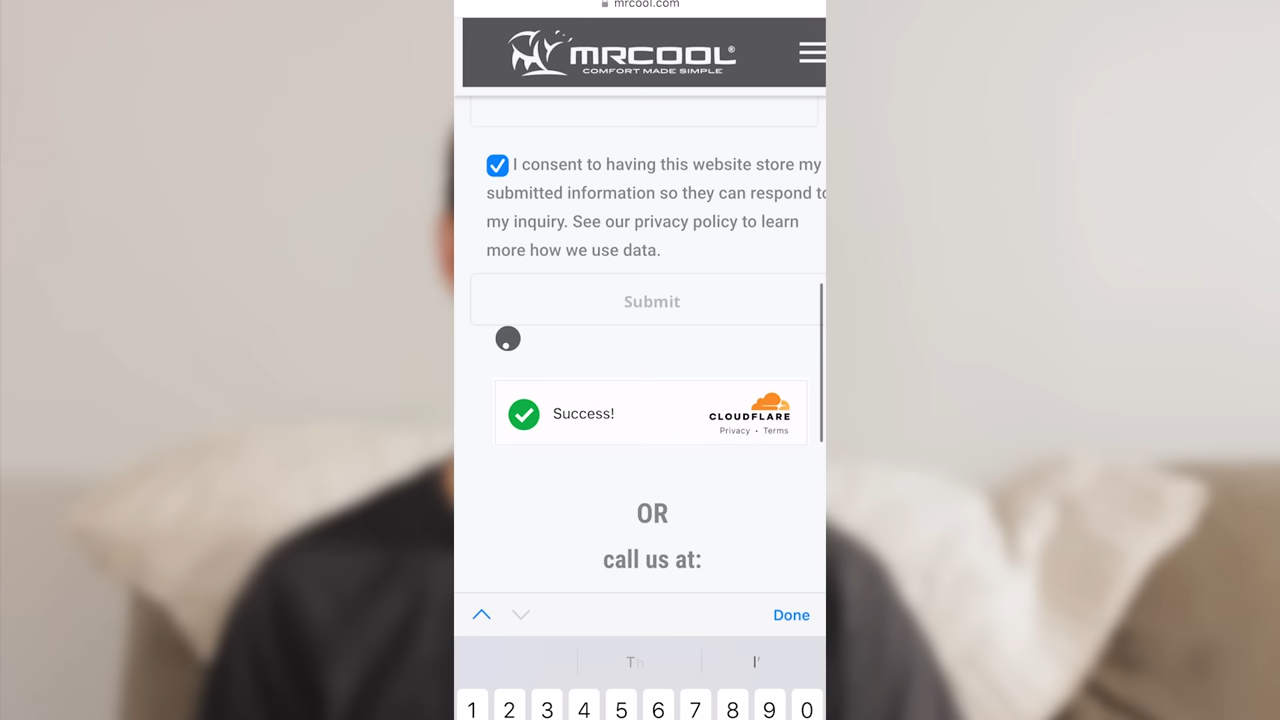 mrcool.com
MRCOOL®
COMFORT MADE SIMPLE
I consent to having this website store my
submitted information so they can respond to
my inquiry. See our privacy policy to learn
more how we use data.
Submit
Success!
CLOUDFLARE
Privacy • Terms
OR
call us at:
Done
Th
I'
1 2 3 4 5 6 7 8 9 0